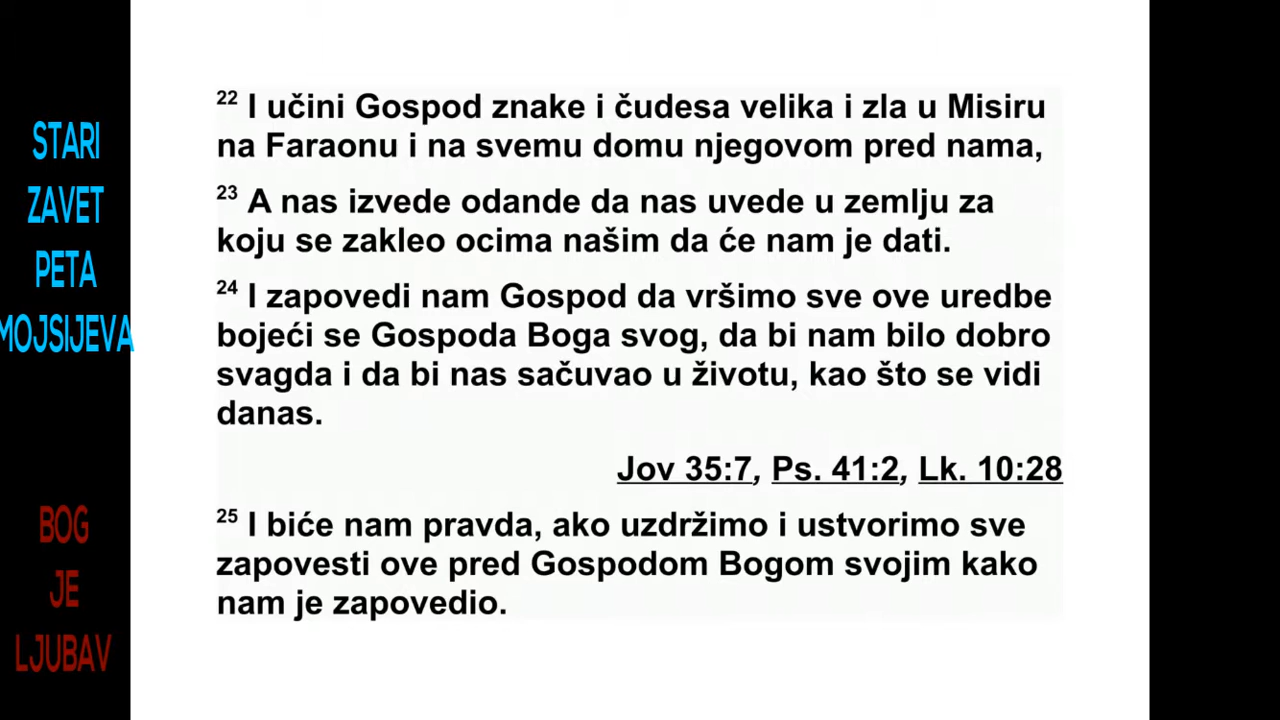 STARI
ZAVET
PETA
MOJSIJEVA
BOG
JE
LJUBAV
22 I učini Gospod znake i čudesa velika i zla u Misiru
na Faraonu i na svemu domu njegovom pred nama,
23 A nas izvede odande da nas uvede u zemlju za
koju se zakleo ocima našim da će nam je dati.
24 I zapovedi nam Gospod da vršimo sve ove uredbe
bojeći se Gospoda Boga svog, da bi nam bilo dobro
svagda i da bi nas sačuvao u životu, kao što se vidi
danas.
Jov 35:7, Ps. 41:2, Lk. 10:28
25 I biće nam pravda, ako uzdržimo i ustvorimo sve
zapovesti ove pred Gospodom Bogom svojim kako
nam je zapovedio.